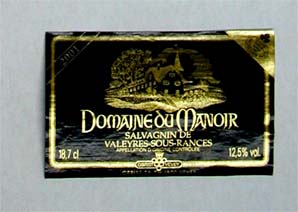 2001
DOMAINE DU MANOIR
SALVAGNIN DE
VALEYRES-SOUS-RANCES
APPELLATION D'ORIGINE CONTRÔLÉE
18,7 cl
12,5% vol.